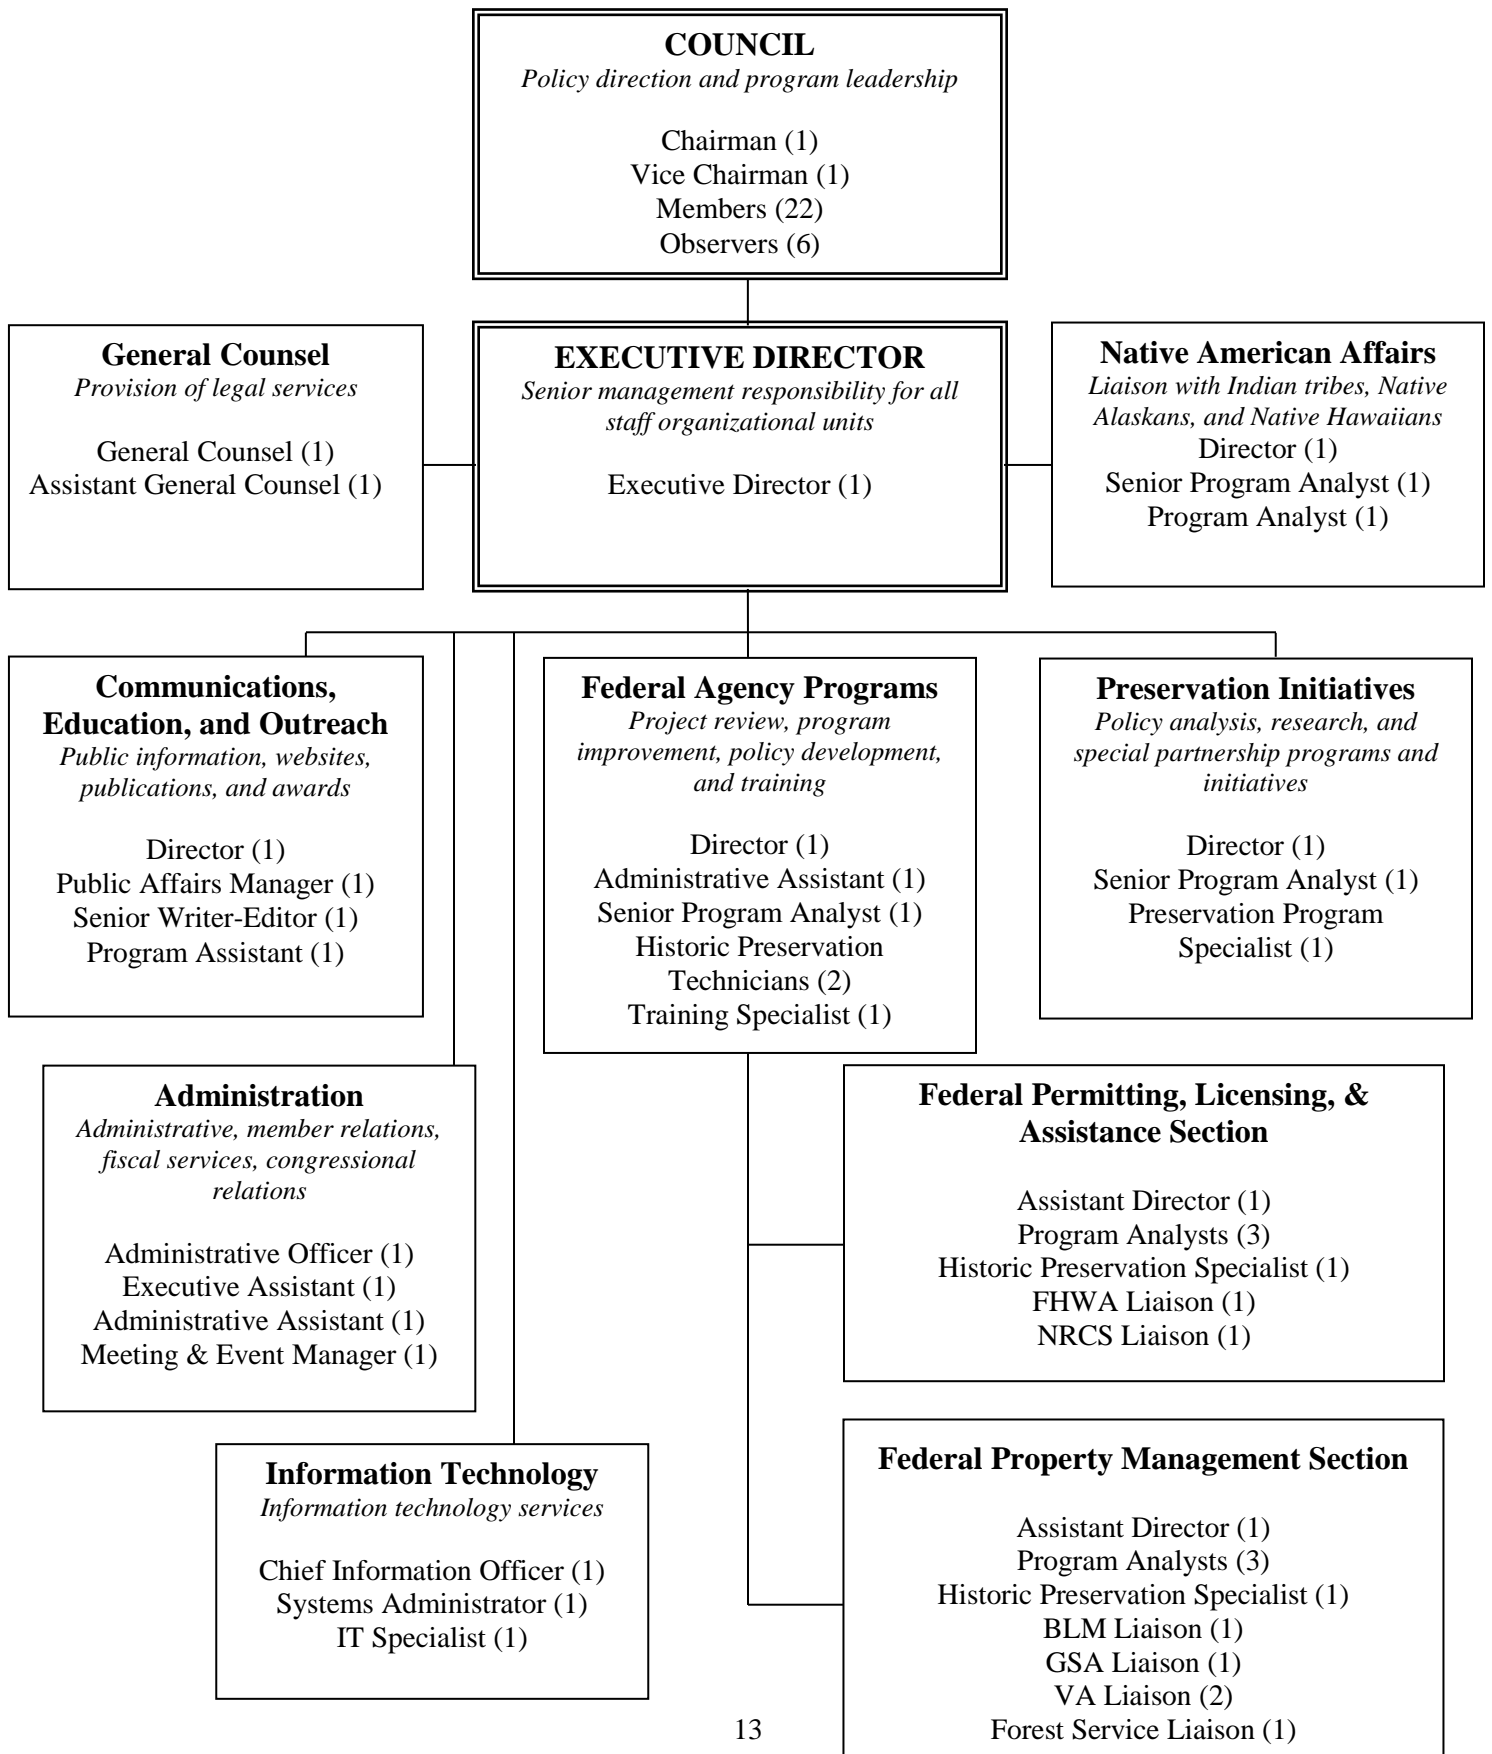 COUNCIL
Policy direction and program leadership
Chairman (1)
Vice Chairman (1)
Members (22)
Observers (6)
General Counsel
Provision of legal services
General Counsel (1)
Assistant General Counsel (1)
EXECUTIVE DIRECTOR
Senior management responsibility for all
staff organizational units
Executive Director (1)
Native American Affairs
Liaison with Indian tribes, Native
Alaskans, and Native Hawaiians
Director (1)
Senior Program Analyst (1)
Program Analyst (1)
Communications,
Education, and Outreach
Public information, websites,
publications, and awards
Director (1)
Public Affairs Manager (1)
Senior Writer-Editor (1)
Program Assistant (1)
Federal Agency Programs
Project review, program
improvement, policy development,
and training
Director (1)
Administrative Assistant (1)
Senior Program Analyst (1)
Historic Preservation
Technicians (2)
Training Specialist (1)
Preservation Initiatives
Policy analysis, research, and
special partnership programs and
initiatives
Director (1)
Senior Program Analyst (1)
Preservation Program
Specialist (1)
Administration
Administrative, member relations,
fiscal services, congressional
relations
Administrative Officer (1)
Executive Assistant (1)
Administrative Assistant (1)
Meeting & Event Manager (1)
Federal Permitting, Licensing, &
Assistance Section
Assistant Director (1)
Program Analysts (3)
Historic Preservation Specialist (1)
FHWA Liaison (1)
NRCS Liaison (1)
Information Technology
Information technology services
Chief Information Officer (1)
Systems Administrator (1)
IT Specialist (1)
Federal Property Management Section
Assistant Director (1)
Program Analysts (3)
Historic Preservation Specialist (1)
BLM Liaison (1)
GSA Liaison (1)
VA Liaison (2)
Forest Service Liaison (1)
13